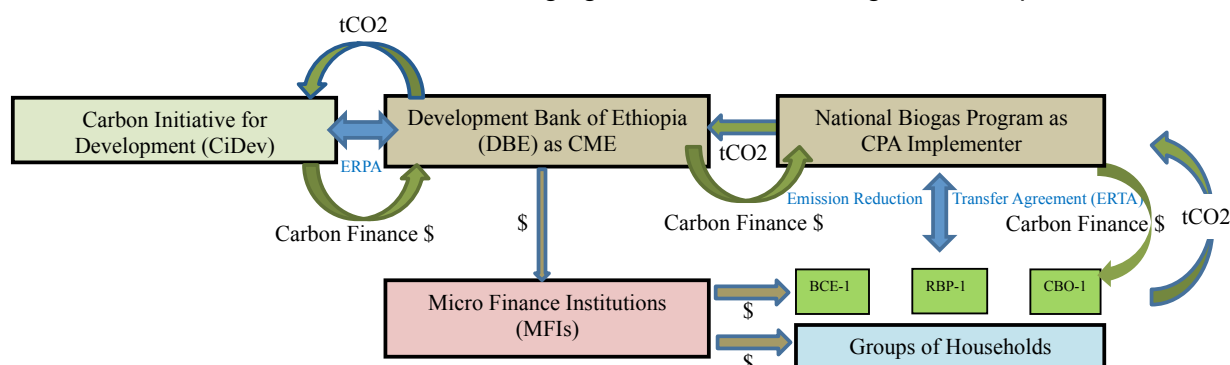 tCO2
Carbon Initiative for
Development (CiDev)
ERPA
Development Bank of Ethiopia
(DBE) as CME
tCO2
National Biogas Program as
CPA Implementer
Carbon Finance $
$
Carbon Finance $
Emission Reduction
Transfer Agreement (ERTA)
Carbon Finance $
tCO2
Micro Finance Institutions
(MFIs)
$
$
BCE-1
RBP-1
CBO-1
Groups of Households